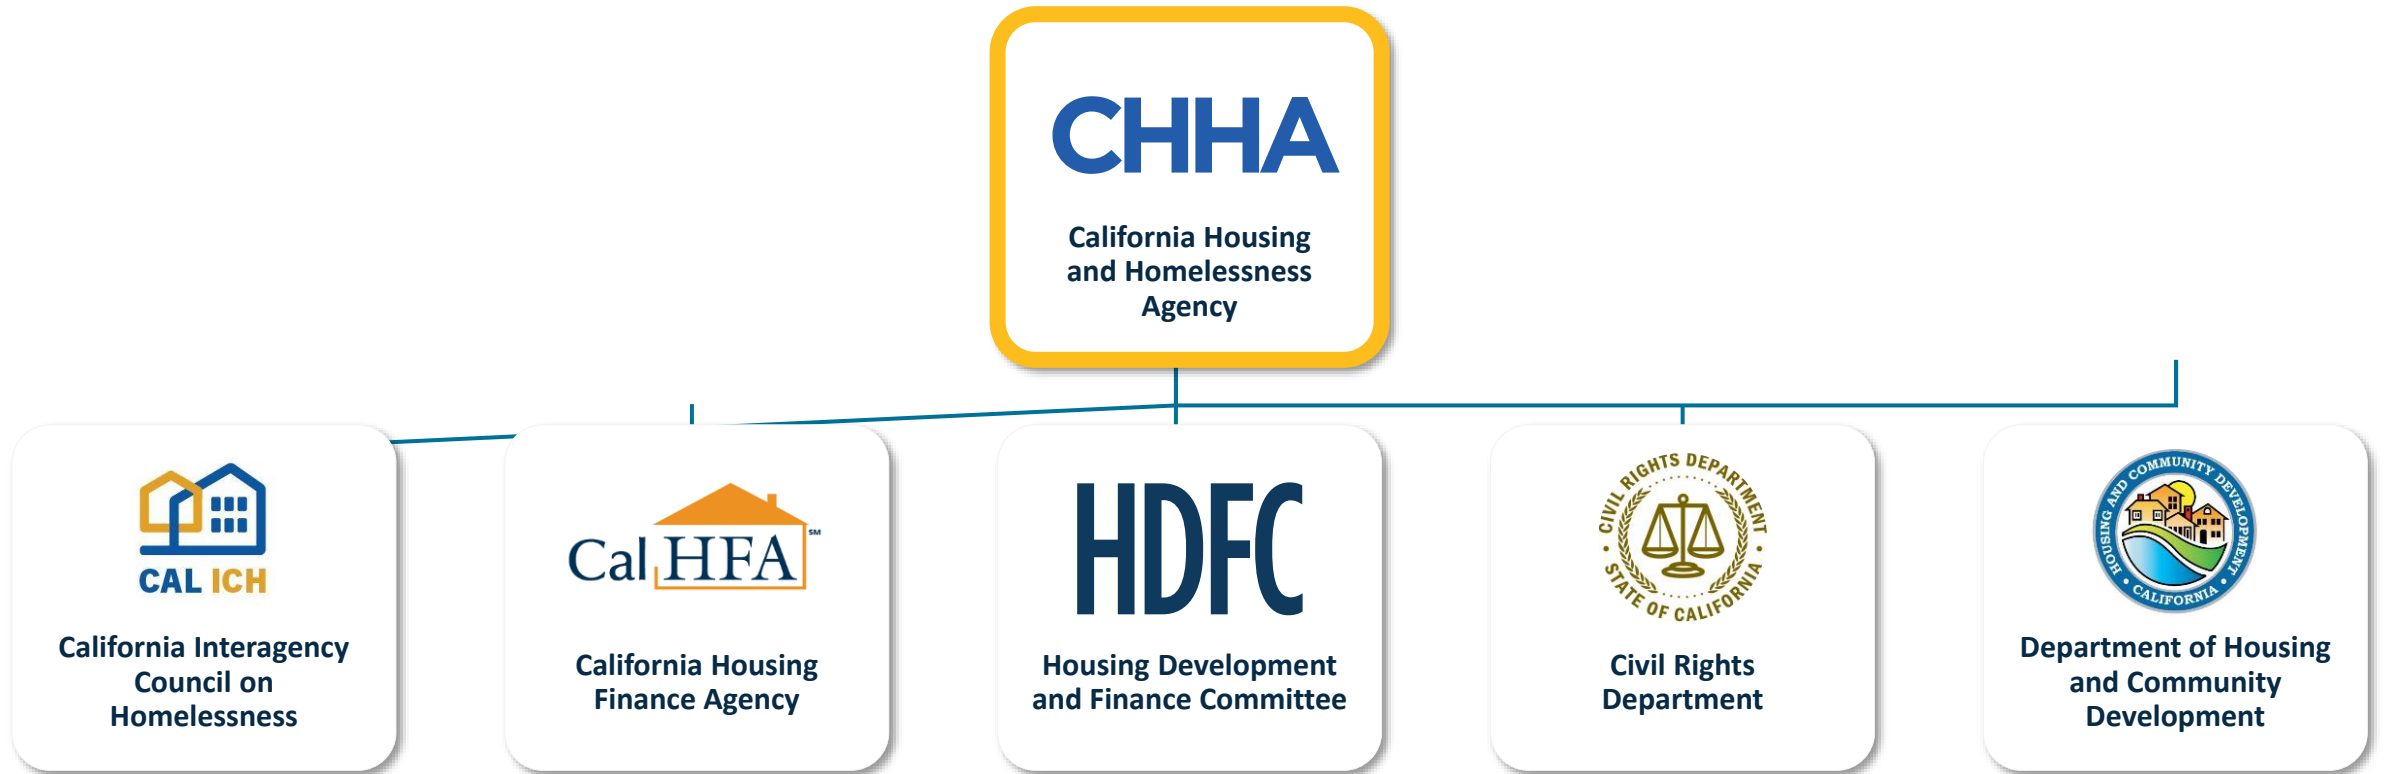 CHHA
California Housing
and Homelessness
Agency
CAL ICH
California Interagency
Council on
Homelessness
Cal HFA SM
California Housing
Finance Agency
HDFC
Housing Development
and Finance Committee
CIVIL RIGHTS DEPARTMENT
• STATE OF CALIFORNIA •
Civil Rights
Department
HOUSING AND COMMUNITY DEVELOPMENT
• CALIFORNIA •
Department of Housing
and Community
Development